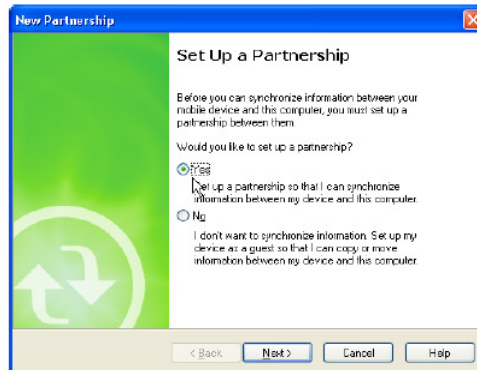 New Partnership
Set Up a Partnership
Before you can synchronize information between your
mobile device and this computer, you must set up a
partnership between them.
Would you like to set up a partnership?
Yes
Set up a partnership so that I can synchronize
information between my device and this computer.
No
I don't want to synchronize information. Set up my
device as a guest so that I can copy or move
information between my device and this computer.
< Back
Next >
Cancel
Help